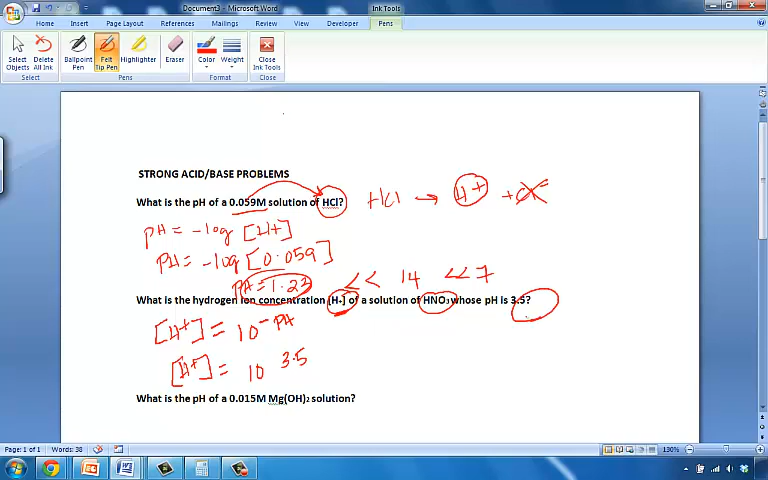 Document3 - Microsoft Word
Ink Tools
Home Insert Page Layout References Mailings Review View Developer Pens
Select Objects
Delete All Ink
Ballpoint Pen
Felt Tip Pen
Highlighter
Eraser
Color
Weight
Close Ink Tools
Select Pens Format Close
STRONG ACID/BASE PROBLEMS
What is the pH of a 0.059M solution of HCl?
HCl → H+ + Cl-
pH = -log [H+]
pH = -log [0.059]
pH = 1.23
<< 14 << 7
What is the hydrogen ion concentration [H+] of a solution of HNO3 whose pH is 3.5?
[H+] = 10 -pH
[H+] = 10 3.5
What is the pH of a 0.015M Mg(OH)2 solution?
Page: 1 of 1 Words: 38 130%